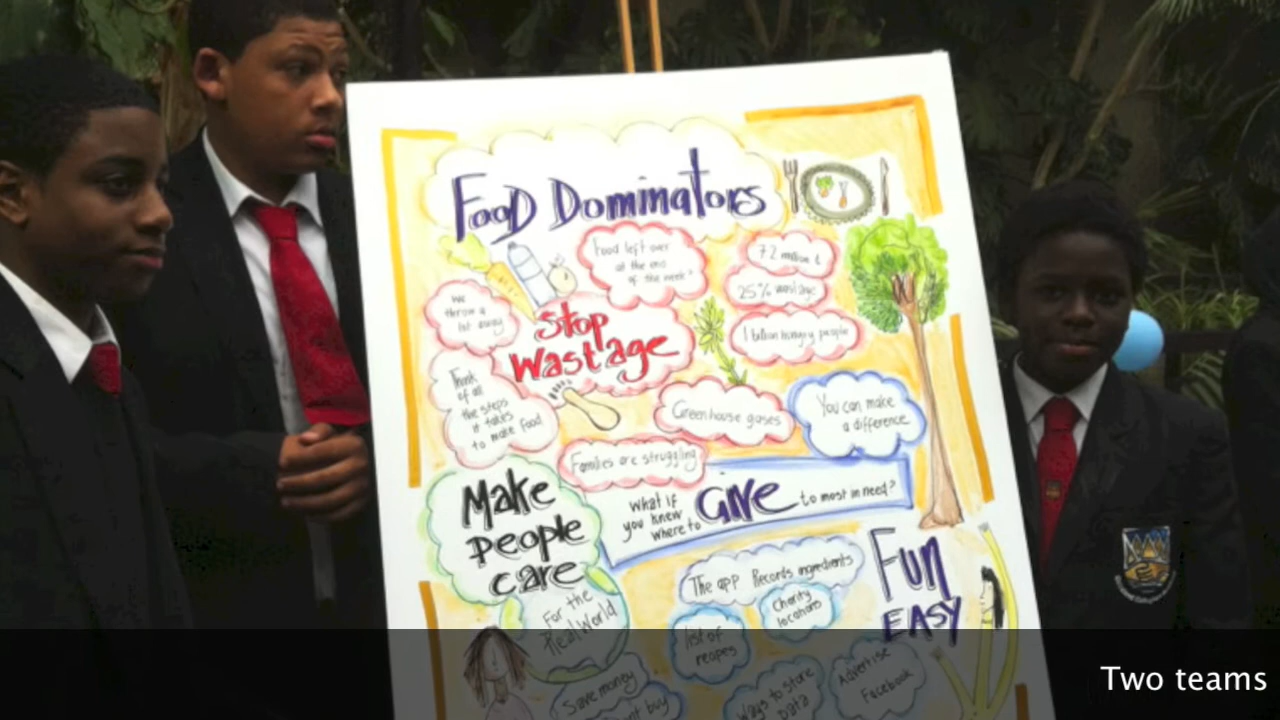 Food Dominators
Food left over
at the end
of the week?
7.2 million t
25% wastage
1 billion hungry people
We
throw a
lot away
Stop
Wastage
Think
of all
the steps
it takes
to make food
Greenhouse gases
You can make
a difference
Families are struggling
What if
you knew
where to
GIVE
to most in need?
Make
people
care
For the
Real World
The app Records ingredients
Charity
locations
list of
recipes
Fun
EASY
Save money
buy
Ways to store
Data
Advertise
Facebook
Two teams